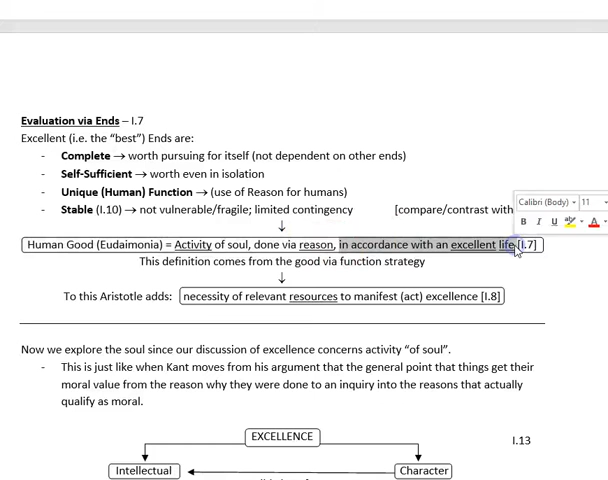 Evaluation via Ends – I.7
Excellent (i.e. the “best”) Ends are:
- Complete → worth pursuing for itself (not dependent on other ends)
- Self-Sufficient → worth even in isolation
- Unique (Human) Function → (use of Reason for humans)
Calibri (Body) 11
- Stable (I.10) → not vulnerable/fragile; limited contingency [compare/contrast with
B I U aby A
↓
Human Good (Eudaimonia) = Activity of soul, done via reason, in accordance with an excellent life [I.7]
This definition comes from the good via function strategy
↓
To this Aristotle adds: necessity of relevant resources to manifest (act) excellence [I.8]
Now we explore the soul since our discussion of excellence concerns activity “of soul”.
- This is just like when Kant moves from his argument that the general point that things get their
moral value from the reason why they were done to an inquiry into the reasons that actually
qualify as moral.
EXCELLENCE
I.13
Intellectual Character